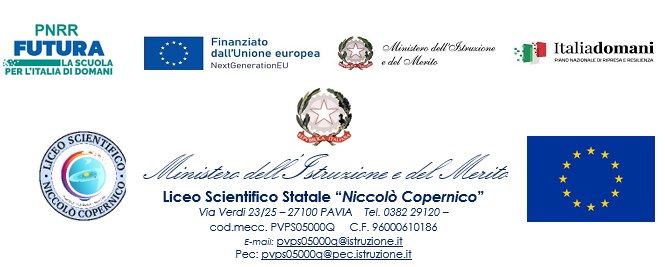 PNRR
FUTURA
LA SCUOLA
PER L'ITALIA DI DOMANI
Finanziato
dall'Unione europea
NextGenerationEU
Ministero dell'Istruzione
e del Merito
Italiadomani
PIANO NAZIONALE DI RIPRESA E RESILIENZA
LICEO SCIENTIFICO
NICCOLÒ COPERNICO
Ministero dell'Istruzione e del Merito
Liceo Scientifico Statale “Niccolò Copernico”
Via Verdi 23/25 – 27100 PAVIA Tel. 0382 29120 –
cod.mecc. PVPS05000Q C.F. 96000610186
E-mail: pvps05000q@istruzione.it
Pec: pvps05000q@pec.istruzione.it